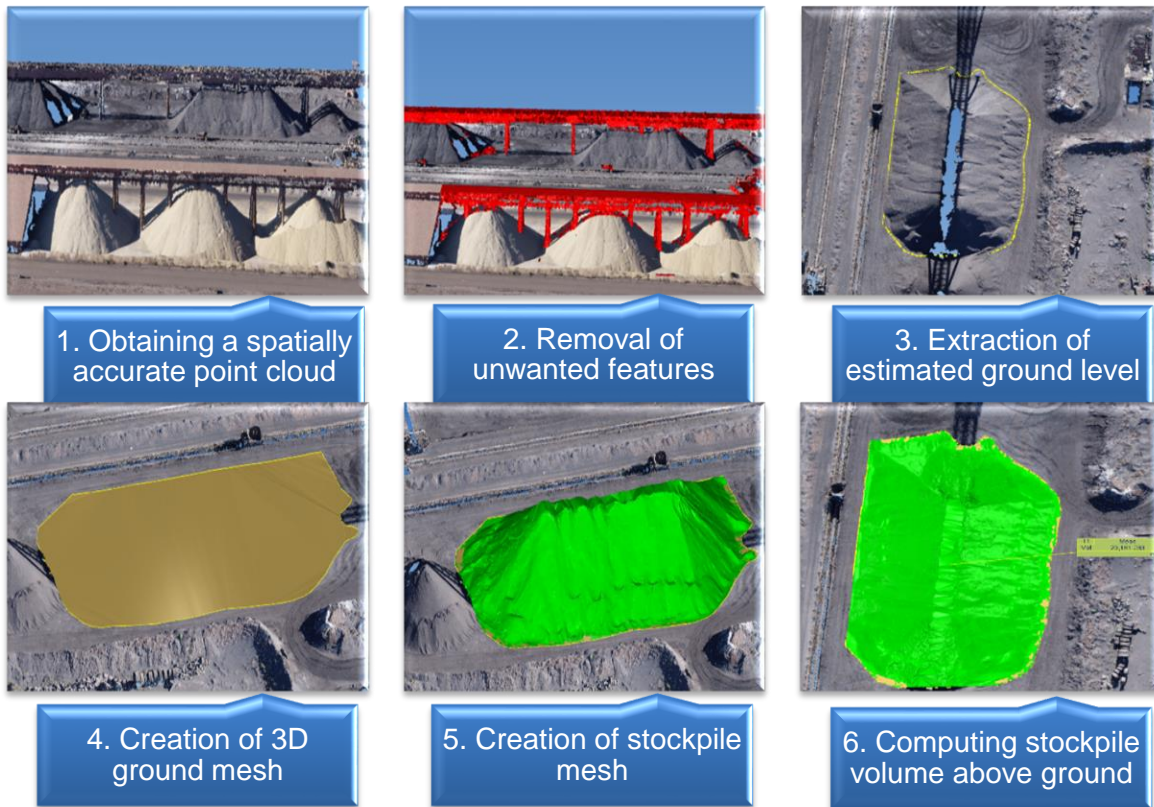 1. Obtaining a spatially
accurate point cloud
2. Removal of
unwanted features
3. Extraction of
estimated ground level
4. Creation of 3D
ground mesh
5. Creation of stockpile
mesh
6. Computing stockpile
volume above ground